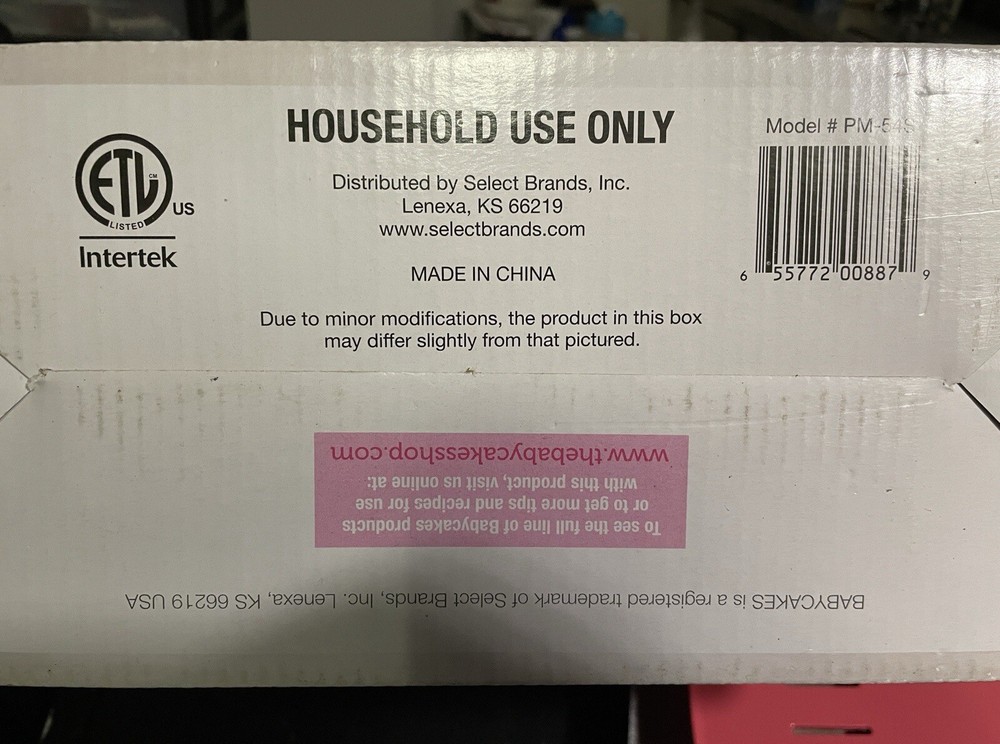 HOUSEHOLD USE ONLY
Distributed by Select Brands, Inc.
Lenexa, KS 66219
www.selectbrands.com
MADE IN CHINA
Due to minor modifications, the product in this box
may differ slightly from that pictured.
ETL CM
LISTED
US
Intertek
Model # PM-54S
6 55772 00887 9
To see the full line of Babycakes products
or to get more tips and recipes for use
with this product, visit us online at:
www.thebabycakesshop.com
BABYCAKES is a registered trademark of Select Brands, Inc. Lenexa, KS 66219 USA